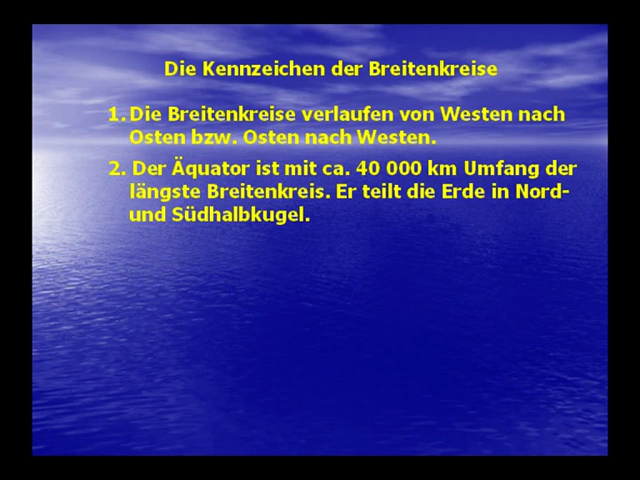 Die Kennzeichen der Breitenkreise
1. Die Breitenkreise verlaufen von Westen nach
Osten bzw. Osten nach Westen.
2. Der Äquator ist mit ca. 40 000 km Umfang der
längste Breitenkreis. Er teilt die Erde in Nord-
und Südhalbkugel.